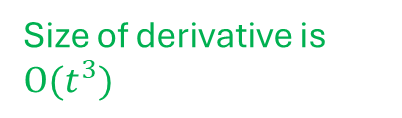 Size of derivative is
O(t³)